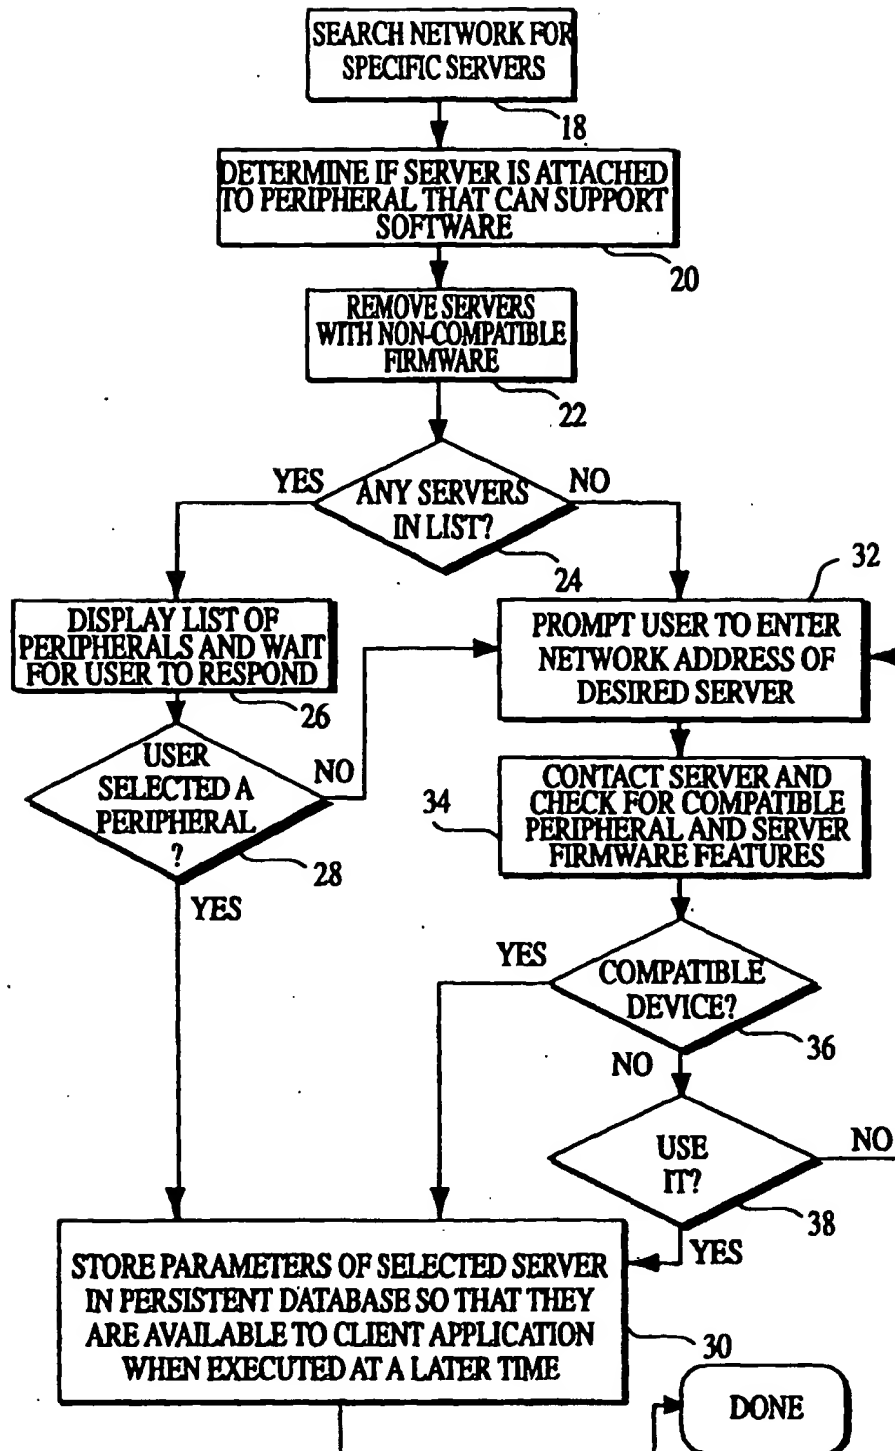 SEARCH NETWORK FOR
SPECIFIC SERVERS
18
DETERMINE IF SERVER IS ATTACHED
TO PERIPHERAL THAT CAN SUPPORT
SOFTWARE
20
REMOVE SERVERS
WITH NON-COMPATIBLE
FIRMWARE
22
YES
ANY SERVERS
IN LIST?
NO
24
32
DISPLAY LIST OF
PERIPHERALS AND WAIT
FOR USER TO RESPOND
26
PROMPT USER TO ENTER
NETWORK ADDRESS OF
DESIRED SERVER
USER
SELECTED A
PERIPHERAL
?
NO
28
YES
34
CONTACT SERVER AND
CHECK FOR COMPATIBLE
PERIPHERAL AND SERVER
FIRMWARE FEATURES
YES
COMPATIBLE
DEVICE?
36
NO
USE
IT?
NO
38
YES
STORE PARAMETERS OF SELECTED SERVER
IN PERSISTENT DATABASE SO THAT THEY
ARE AVAILABLE TO CLIENT APPLICATION
WHEN EXECUTED AT A LATER TIME
30
DONE